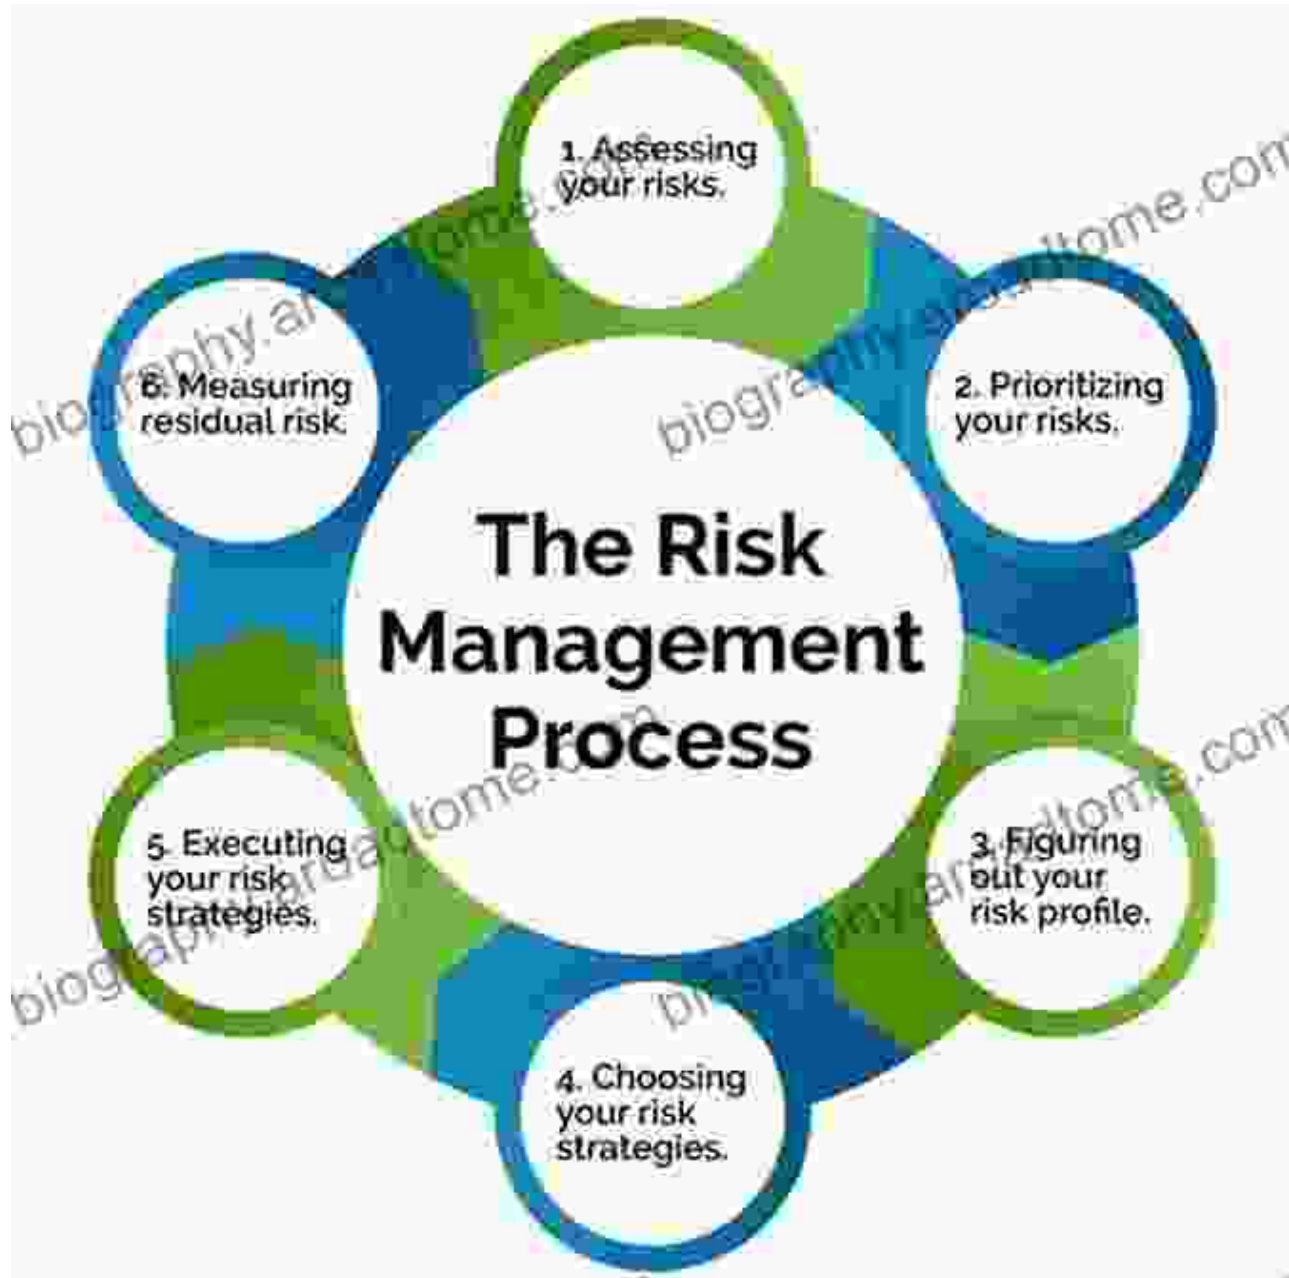 The Risk
Management
Process
1. Assessing
your risks.
2. Prioritizing
your risks.
3. Figuring
out your
risk profile.
4. Choosing
your risk
strategies.
5. Executing
your risk
strategies.
6. Measuring
residual risk.